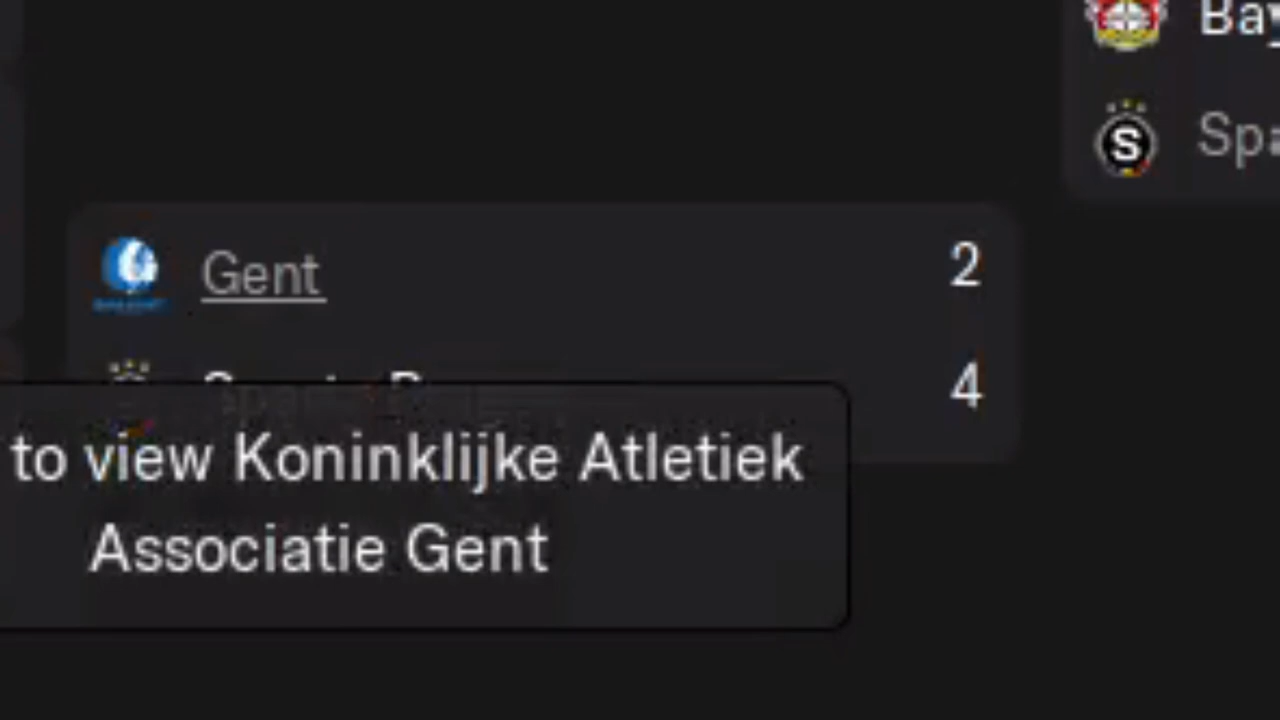 Ba
S
Spa
Gent
2
4
to view Koninklijke Atletiek
Associatie Gent